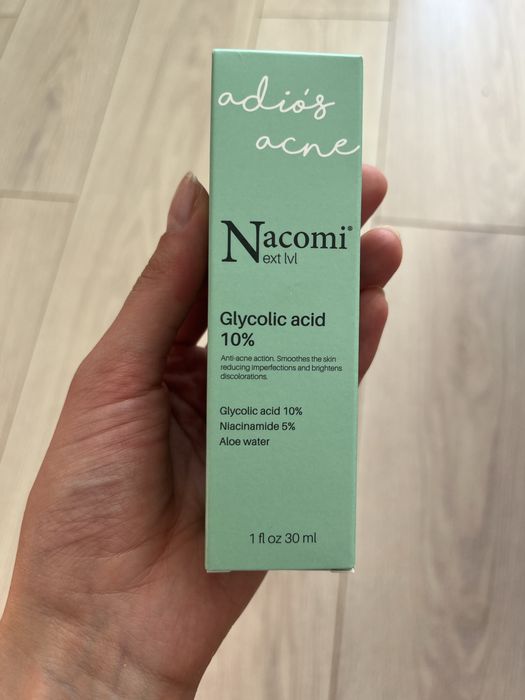 adiós
acne
Nacomi®
ext lvl
Glycolic acid
10%
Anti-acne action. Smoothes the skin
reducing imperfections and brightens
discolorations.
Glycolic acid 10%
Niacinamide 5%
Aloe water
1 fl oz 30 ml